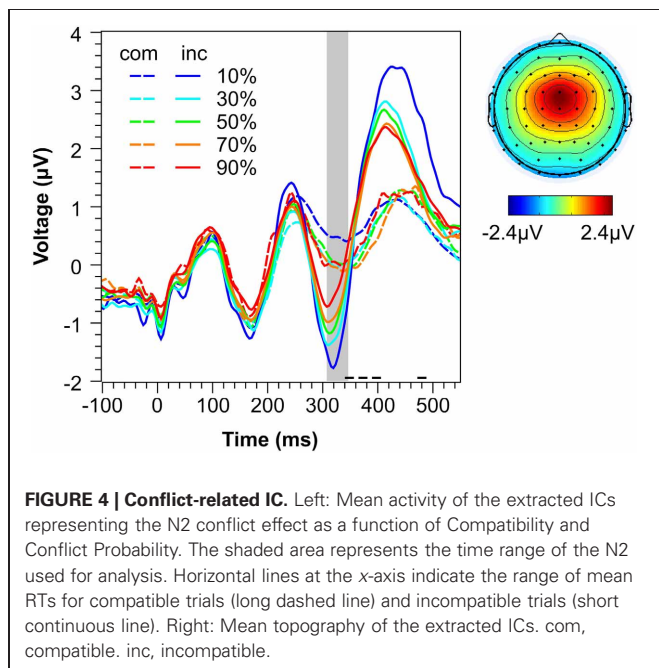 com inc
10%
30%
50%
70%
90%
4
3
2
1
0
-1
-2
Voltage (µV)
-100 0 100 200 300 400 500
Time (ms)
-2.4µV 2.4µV
FIGURE 4 | Conflict-related IC. Left: Mean activity of the extracted ICs
representing the N2 conflict effect as a function of Compatibility and
Conflict Probability. The shaded area represents the time range of the N2
used for analysis. Horizontal lines at the x-axis indicate the range of mean
RTs for compatible trials (long dashed line) and incompatible trials (short
continuous line). Right: Mean topography of the extracted ICs. com,
compatible. inc, incompatible.